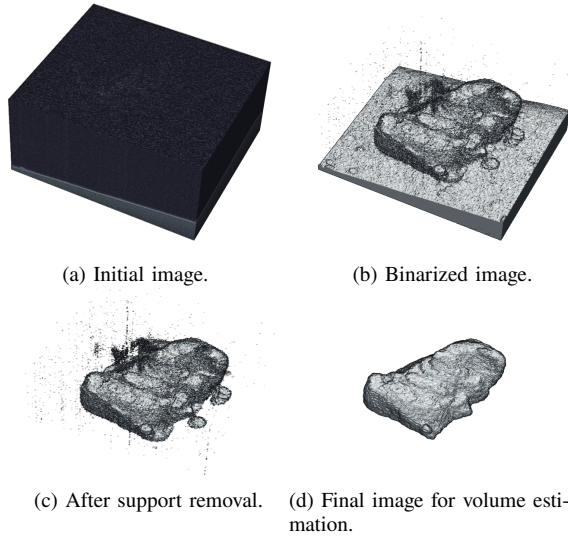 (a) Initial image.
(b) Binarized image.
(c) After support removal.
(d) Final image for volume esti-
mation.